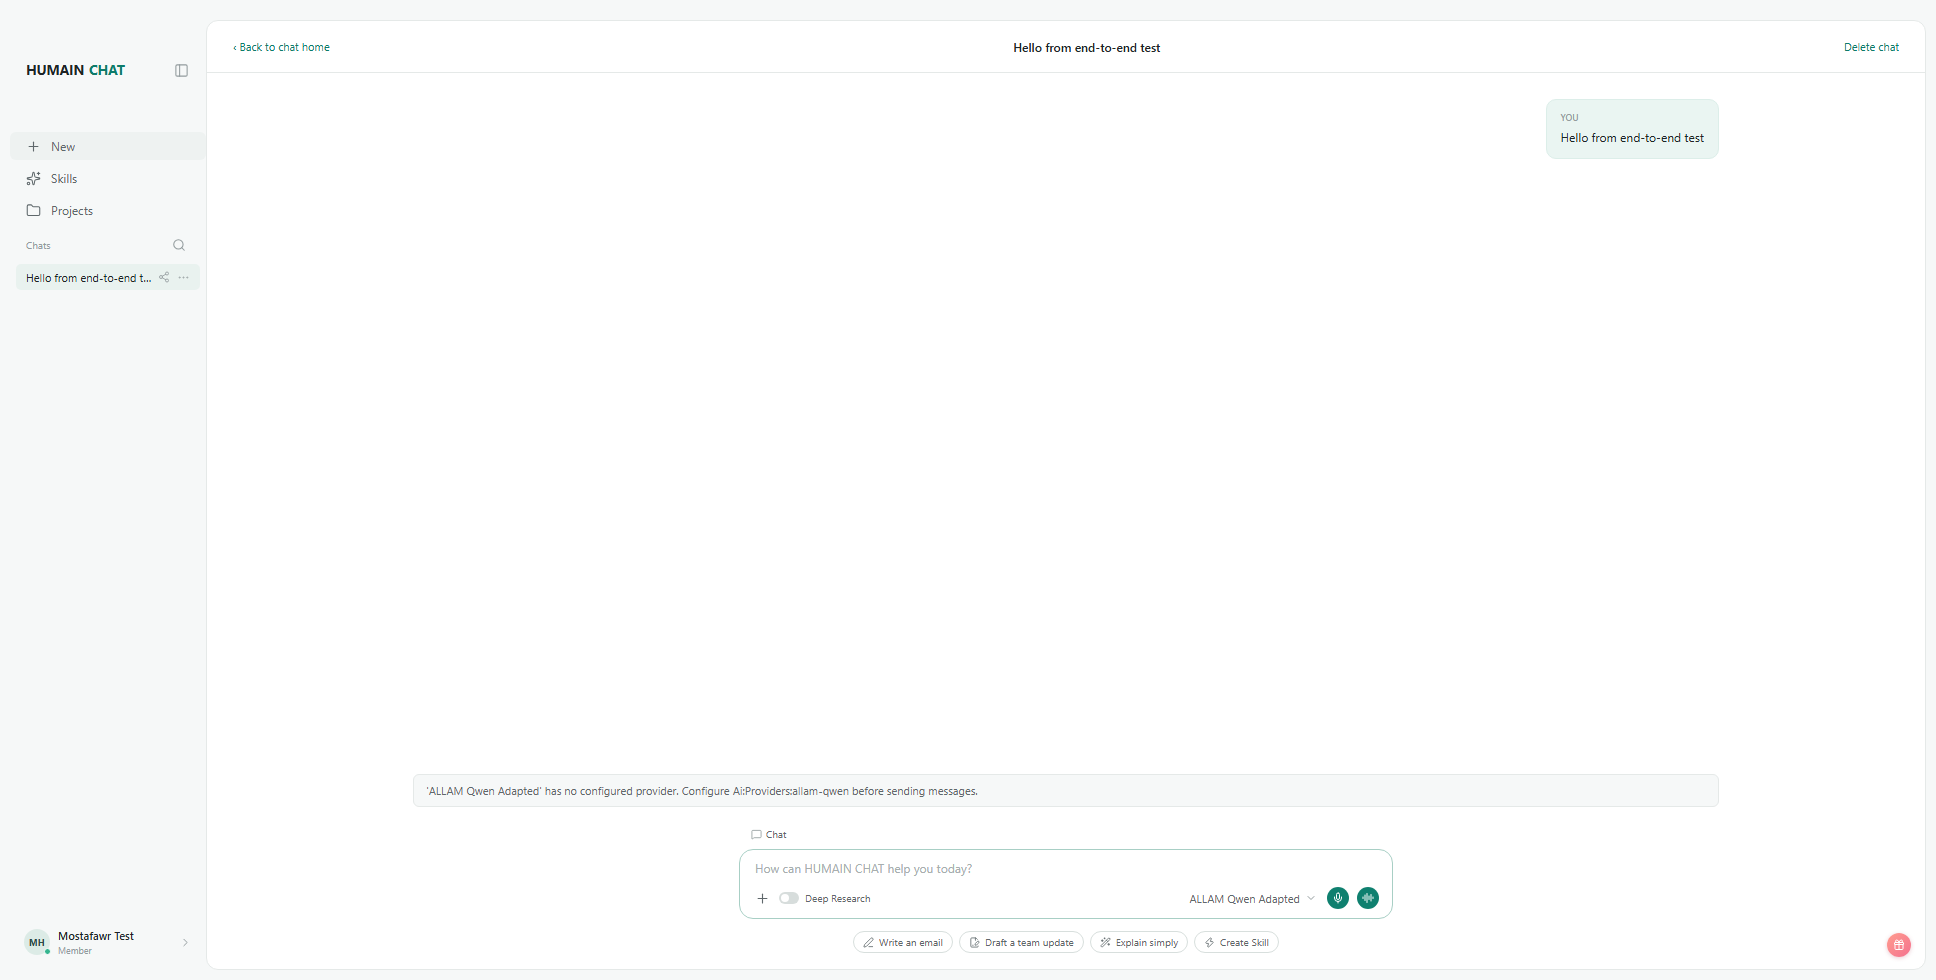 HUMAIN CHAT
New
Skills
Projects
Chats
Hello from end-to-end t...
‹ Back to chat home
Hello from end-to-end test
Delete chat
YOU
Hello from end-to-end test
'ALLAM Qwen Adapted' has no configured provider. Configure Ai:Providers:allam-qwen before sending messages.
Chat
How can HUMAIN CHAT help you today?
Deep Research
ALLAM Qwen Adapted
Write an email
Draft a team update
Explain simply
Create Skill
MH
Mostafawr Test
Member